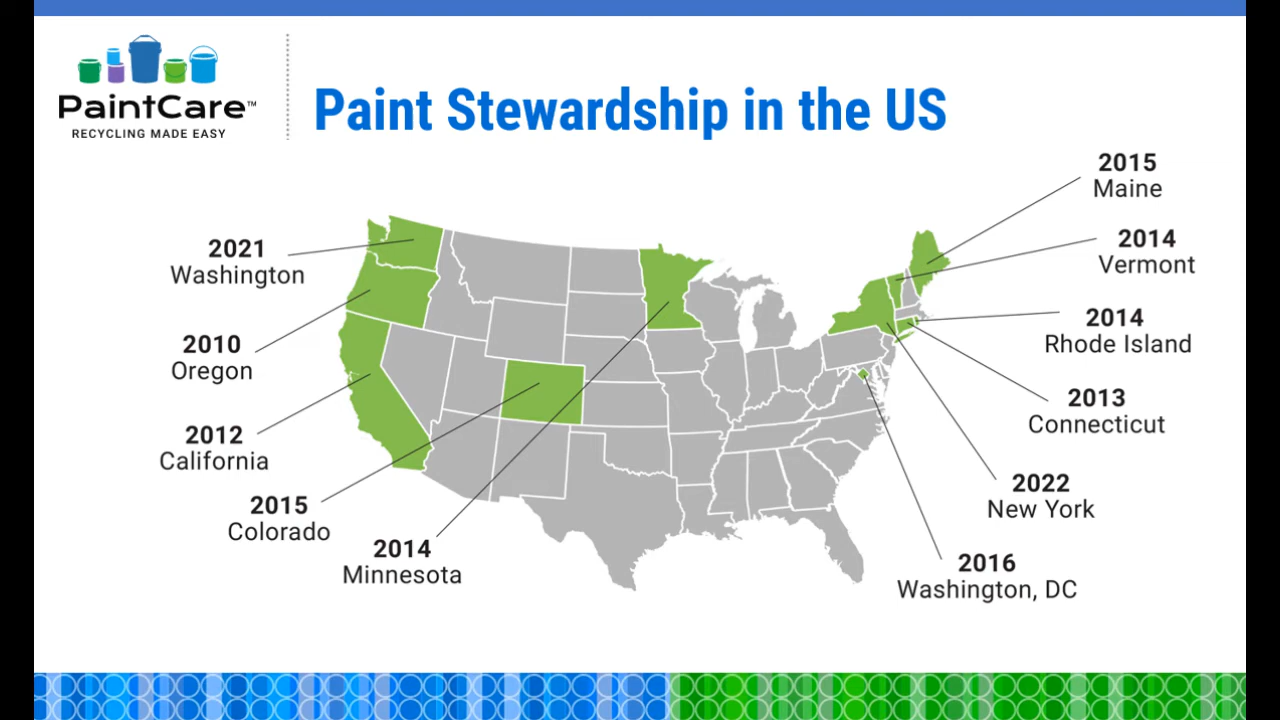 PaintCare™
RECYCLING MADE EASY
Paint Stewardship in the US
2015
Maine
2014
Vermont
2021
Washington
2014
Rhode Island
2010
Oregon
2013
Connecticut
2012
California
2022
New York
2015
Colorado
2014
Minnesota
2016
Washington, DC